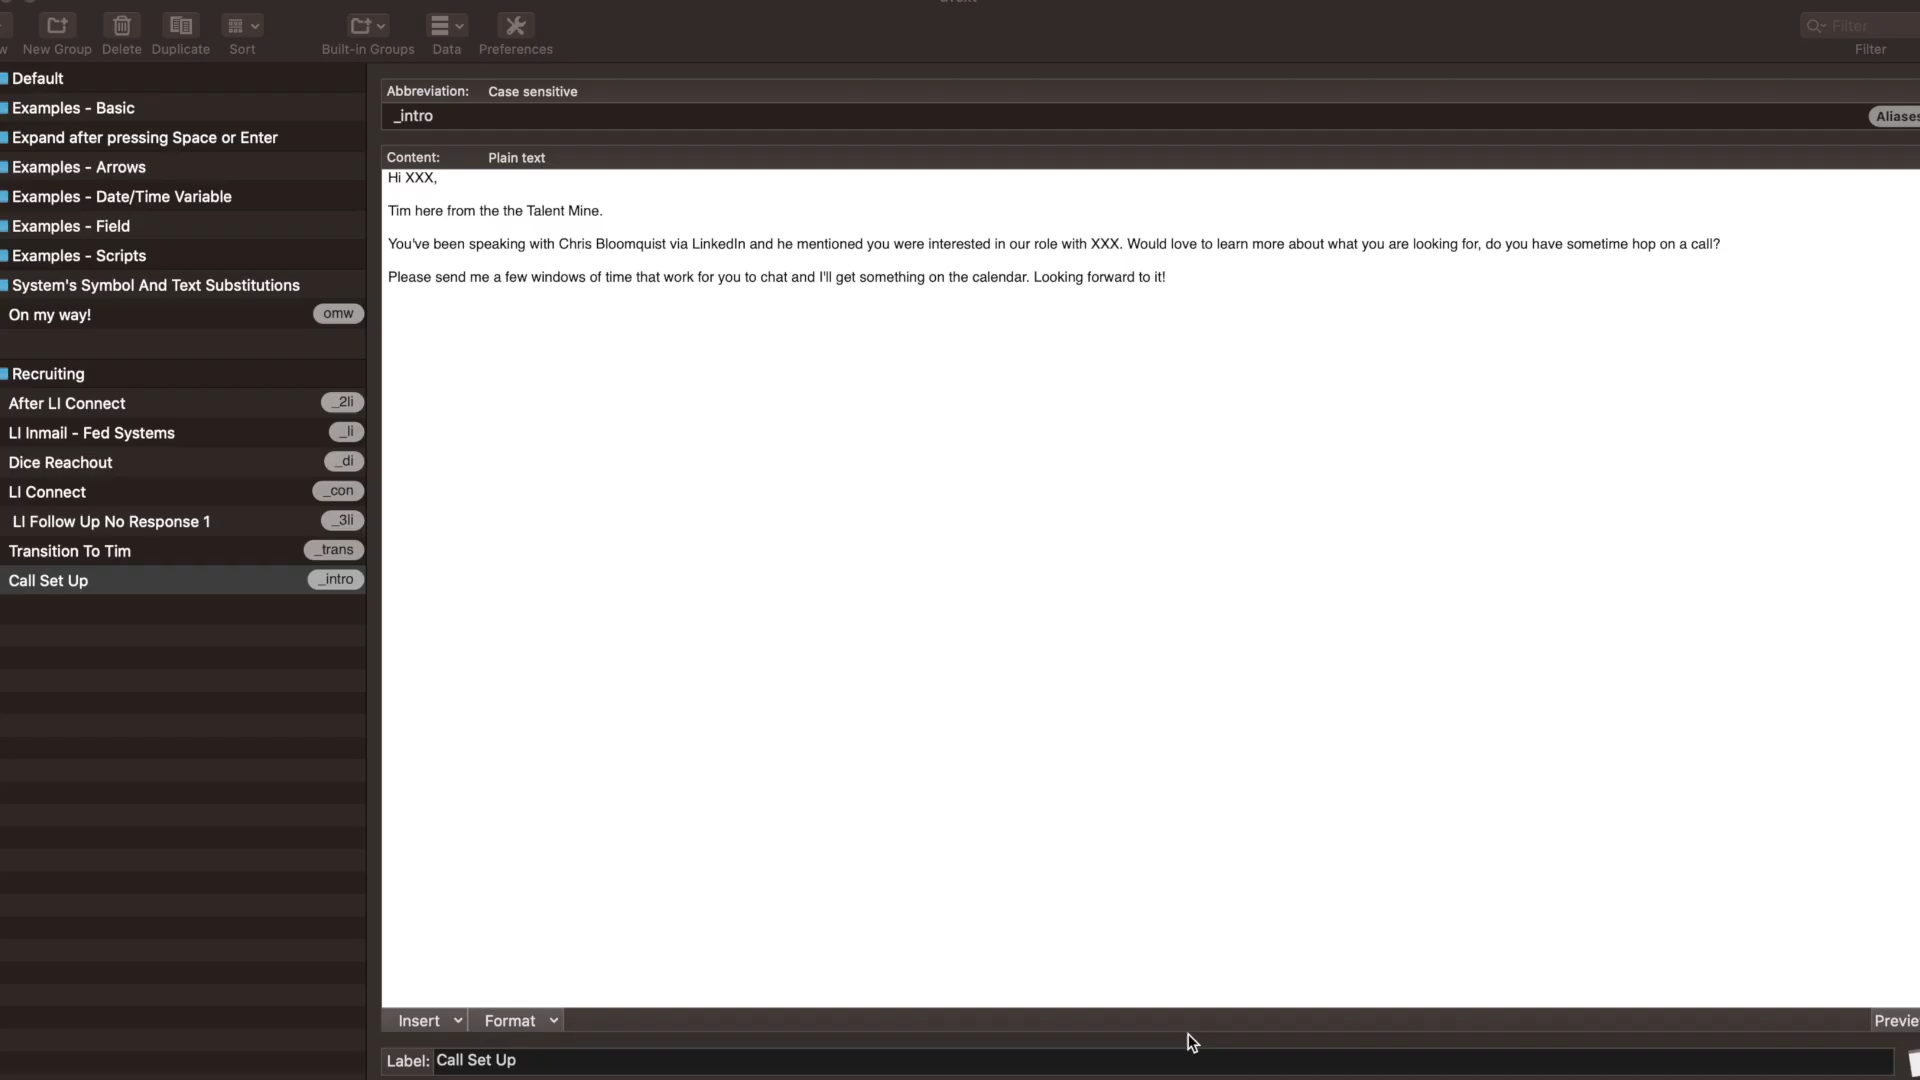 New Group
Delete
Duplicate
Sort
Built-in Groups
Data
Preferences
Filter
Filter
Default
Examples - Basic
Expand after pressing Space or Enter
Examples - Arrows
Examples - Date/Time Variable
Examples - Field
Examples - Scripts
System's Symbol And Text Substitutions
On my way! omw
Recruiting
After LI Connect _2li
LI Inmail - Fed Systems _li
Dice Reachout _di
LI Connect _con
LI Follow Up No Response 1 _3li
Transition To Tim _trans
Call Set Up _intro
Abbreviation: Case sensitive
_intro
Aliases
Content: Plain text
Hi XXX,
Tim here from the the Talent Mine.
You've been speaking with Chris Bloomquist via LinkedIn and he mentioned you were interested in our role with XXX. Would love to learn more about what you are looking for, do you have sometime hop on a call?
Please send me a few windows of time that work for you to chat and I'll get something on the calendar. Looking forward to it!
Insert Format
Previe
Label: Call Set Up